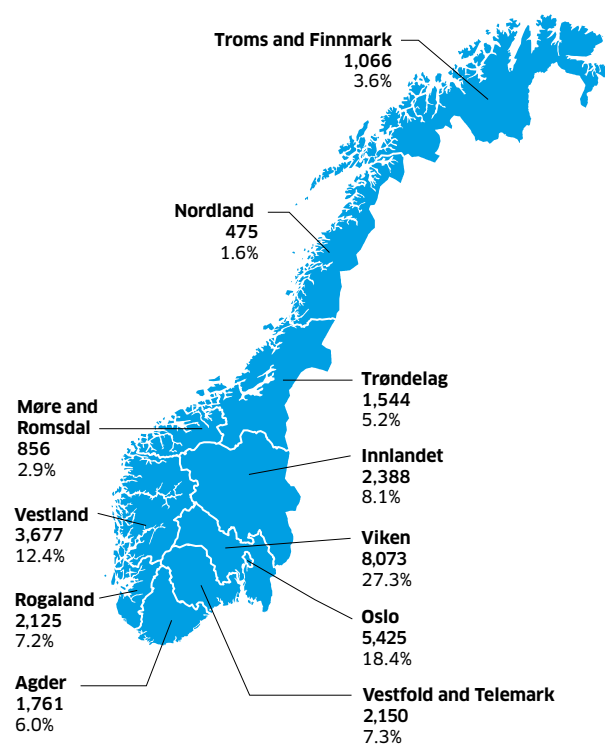 Troms and Finnmark
1,066
3.6%
Nordland
475
1.6%
Trøndelag
1,544
5.2%
Møre and
Romsdal
856
2.9%
Innlandet
2,388
8.1%
Vestland
3,677
12.4%
Viken
8,073
27.3%
Rogaland
2,125
7.2%
Oslo
5,425
18.4%
Agder
1,761
6.0%
Vestfold and Telemark
2,150
7.3%